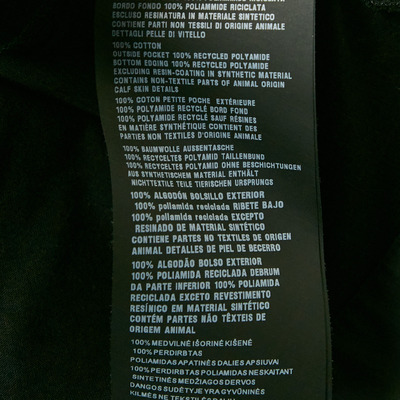 BORDO FONDO 100% POLIAMMIDE RICICLATA
ESCLUSO RESINATURA IN MATERIALE SINTETICO
CONTIENE PARTI NON TESSILI DI ORIGINE ANIMALE
DETTAGLI PELLE DI VITELLO
100% COTTON
OUTSIDE POCKET 100% RECYCLED POLYAMIDE
BOTTOM EDGING 100% RECYCLED POLYAMIDE
EXCLUDING RESIN-COATING IN SYNTHETIC MATERIAL
CONTAINS NON-TEXTILE PARTS OF ANIMAL ORIGIN
CALF SKIN DETAILS
100% COTON PETITE POCHE EXTÉRIEURE
100% POLYAMIDE RECYCLÉ BORD FOND
100% POLYAMIDE RECYCLÉ SAUF RÉSINES
EN MATIÈRE SYNTHÉTIQUE CONTIENT DES
PARTIES NON TEXTILES D'ORIGINE ANIMALE
100% BAUMWOLLE AUSSENTASCHE
100% RECYCELTES POLYAMID TAILLENBUND
100% RECYCELTES POLYAMID OHNE BESCHICHTUNGEN
AUS SYNTHETISCHEM MATERIAL ENTHÄLT
NICHTTEXTILE TEILE TIERISCHEN URSPRUNGS
100% ALGODÓN BOLSILLO EXTERIOR
100% poliamida reciclada RIBETE BAJO
100% poliamida reciclada EXCEPTO
RESINADO DE MATERIAL SINTÉTICO
CONTIENE PARTES NO TEXTILES DE ORIGEN
ANIMAL DETALLES DE PIEL DE BECERRO
100% ALGODÃO BOLSO EXTERIOR
100% POLIAMIDA RECICLADA DEBRUM
DA PARTE INFERIOR 100% POLIAMIDA
RECICLADA EXCETO REVESTIMENTO
RESÍNICO EM MATERIAL SINTÉTICO
CONTÉM PARTES NÃO TÊXTEIS DE
ORIGEM ANIMAL
100% MEDVILNĖ IŠORINĖ KIŠENĖ
100% PERDIRBTAS
POLIAMIDAS APATINĖS DALIES APSIUVAI
100% PERDIRBTAS POLIAMIDAS NESKAITANT
SINTETINĖS MEDŽIAGOS DERVOS
DANGOS SUDĖTYJE YRA GYVŪNINĖS
KILMĖS NE TEKSTILĖS DALIŲ